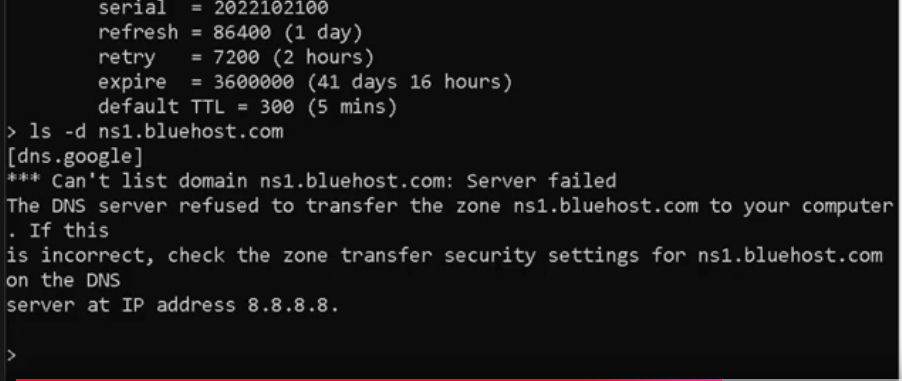 serial = 2022102100
refresh = 86400 (1 day)
retry = 7200 (2 hours)
expire = 3600000 (41 days 16 hours)
default TTL = 300 (5 mins)
> ls -d ns1.bluehost.com
[dns.google]
*** Can't list domain ns1.bluehost.com: Server failed
The DNS server refused to transfer the zone ns1.bluehost.com to your computer
. If this
is incorrect, check the zone transfer security settings for ns1.bluehost.com
on the DNS
server at IP address 8.8.8.8.
>